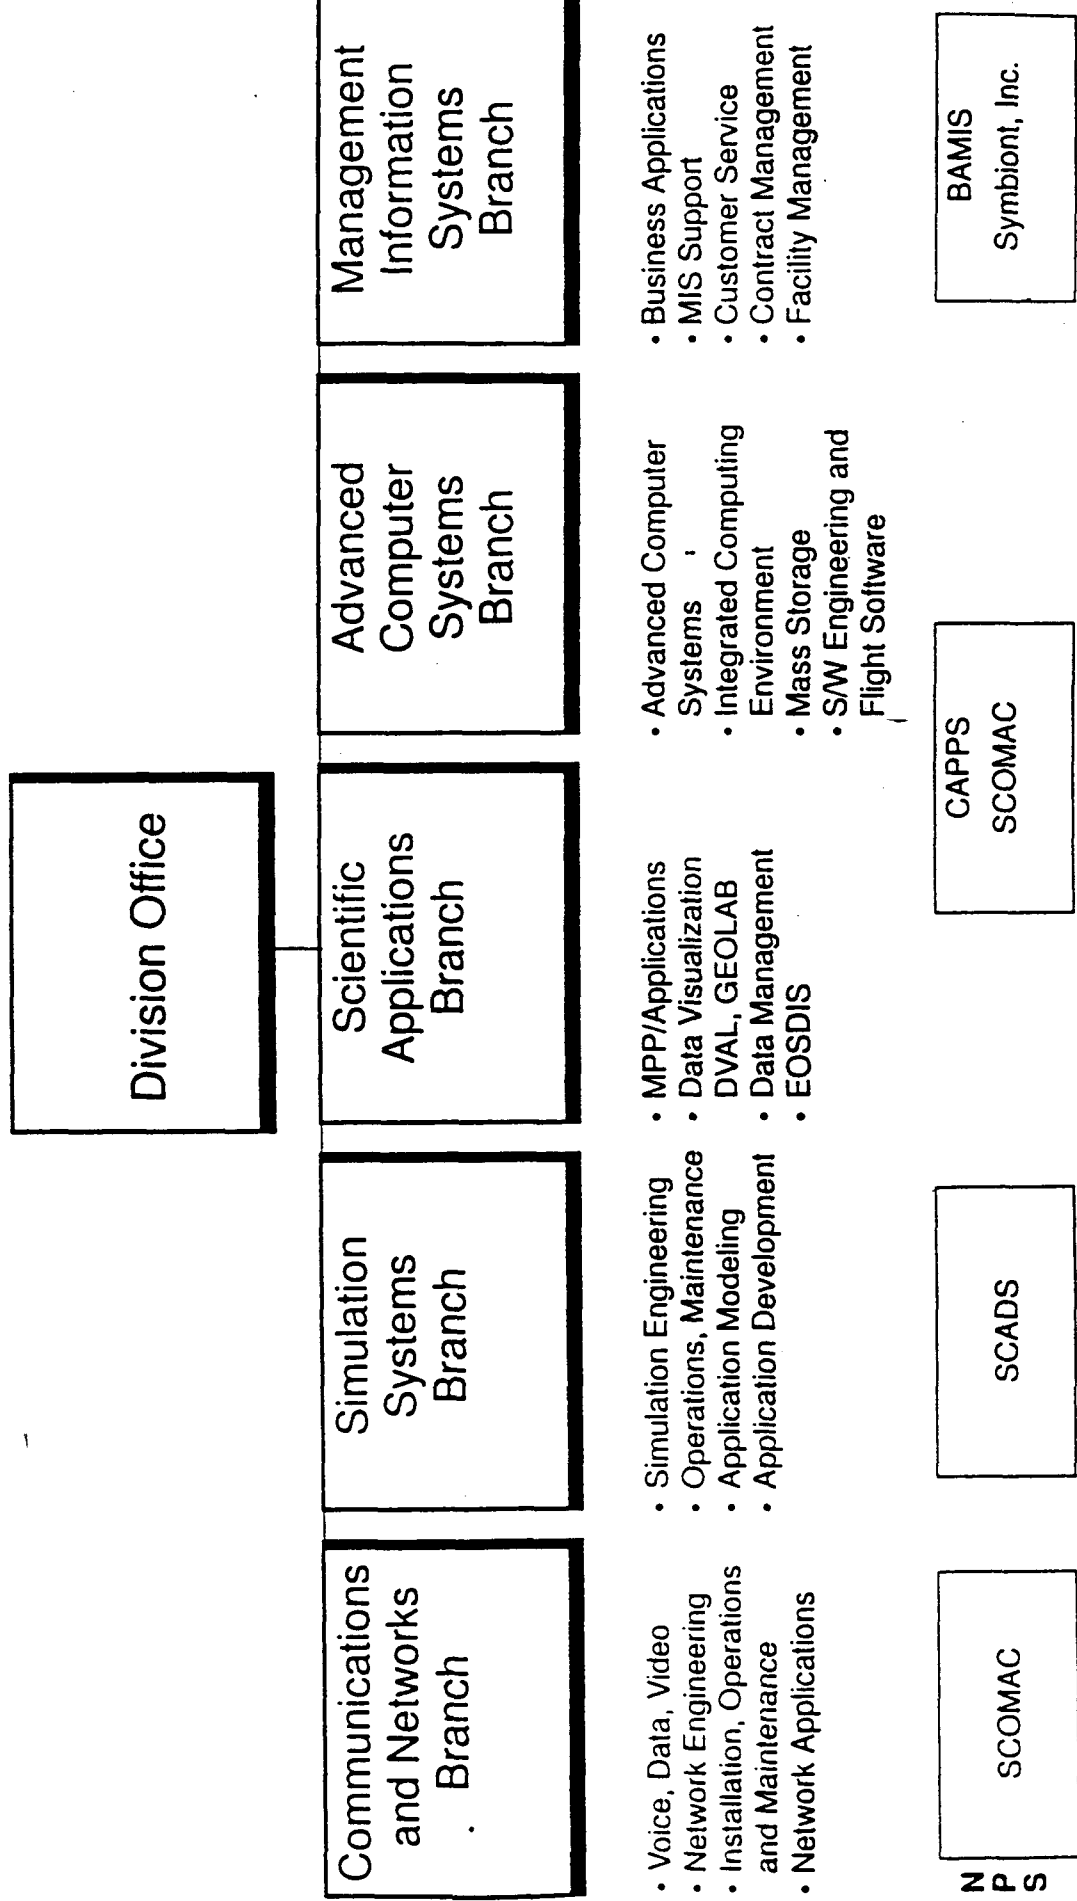 Division Office
Communications
and Networks
Branch
Simulation
Systems
Branch
Scientific
Applications
Branch
Advanced
Computer
Systems
Branch
Management
Information
Systems
Branch
• Voice, Data, Video
• Network Engineering
• Installation, Operations
and Maintenance
• Network Applications
• Simulation Engineering
• Operations, Maintenance
• Application Modeling
• Application Development
• MPP/Applications
• Data Visualization
DVAL, GEOLAB
• Data Management
• EOSDIS
• Advanced Computer
Systems
• Integrated Computing
Environment
• Mass Storage
• S/W Engineering and
Flight Software
• Business Applications
• MIS Support
• Customer Service
• Contract Management
• Facility Management
N
P
S
SCOMAC
SCADS
CAPPS
SCOMAC
BAMIS
Symbiont, Inc.